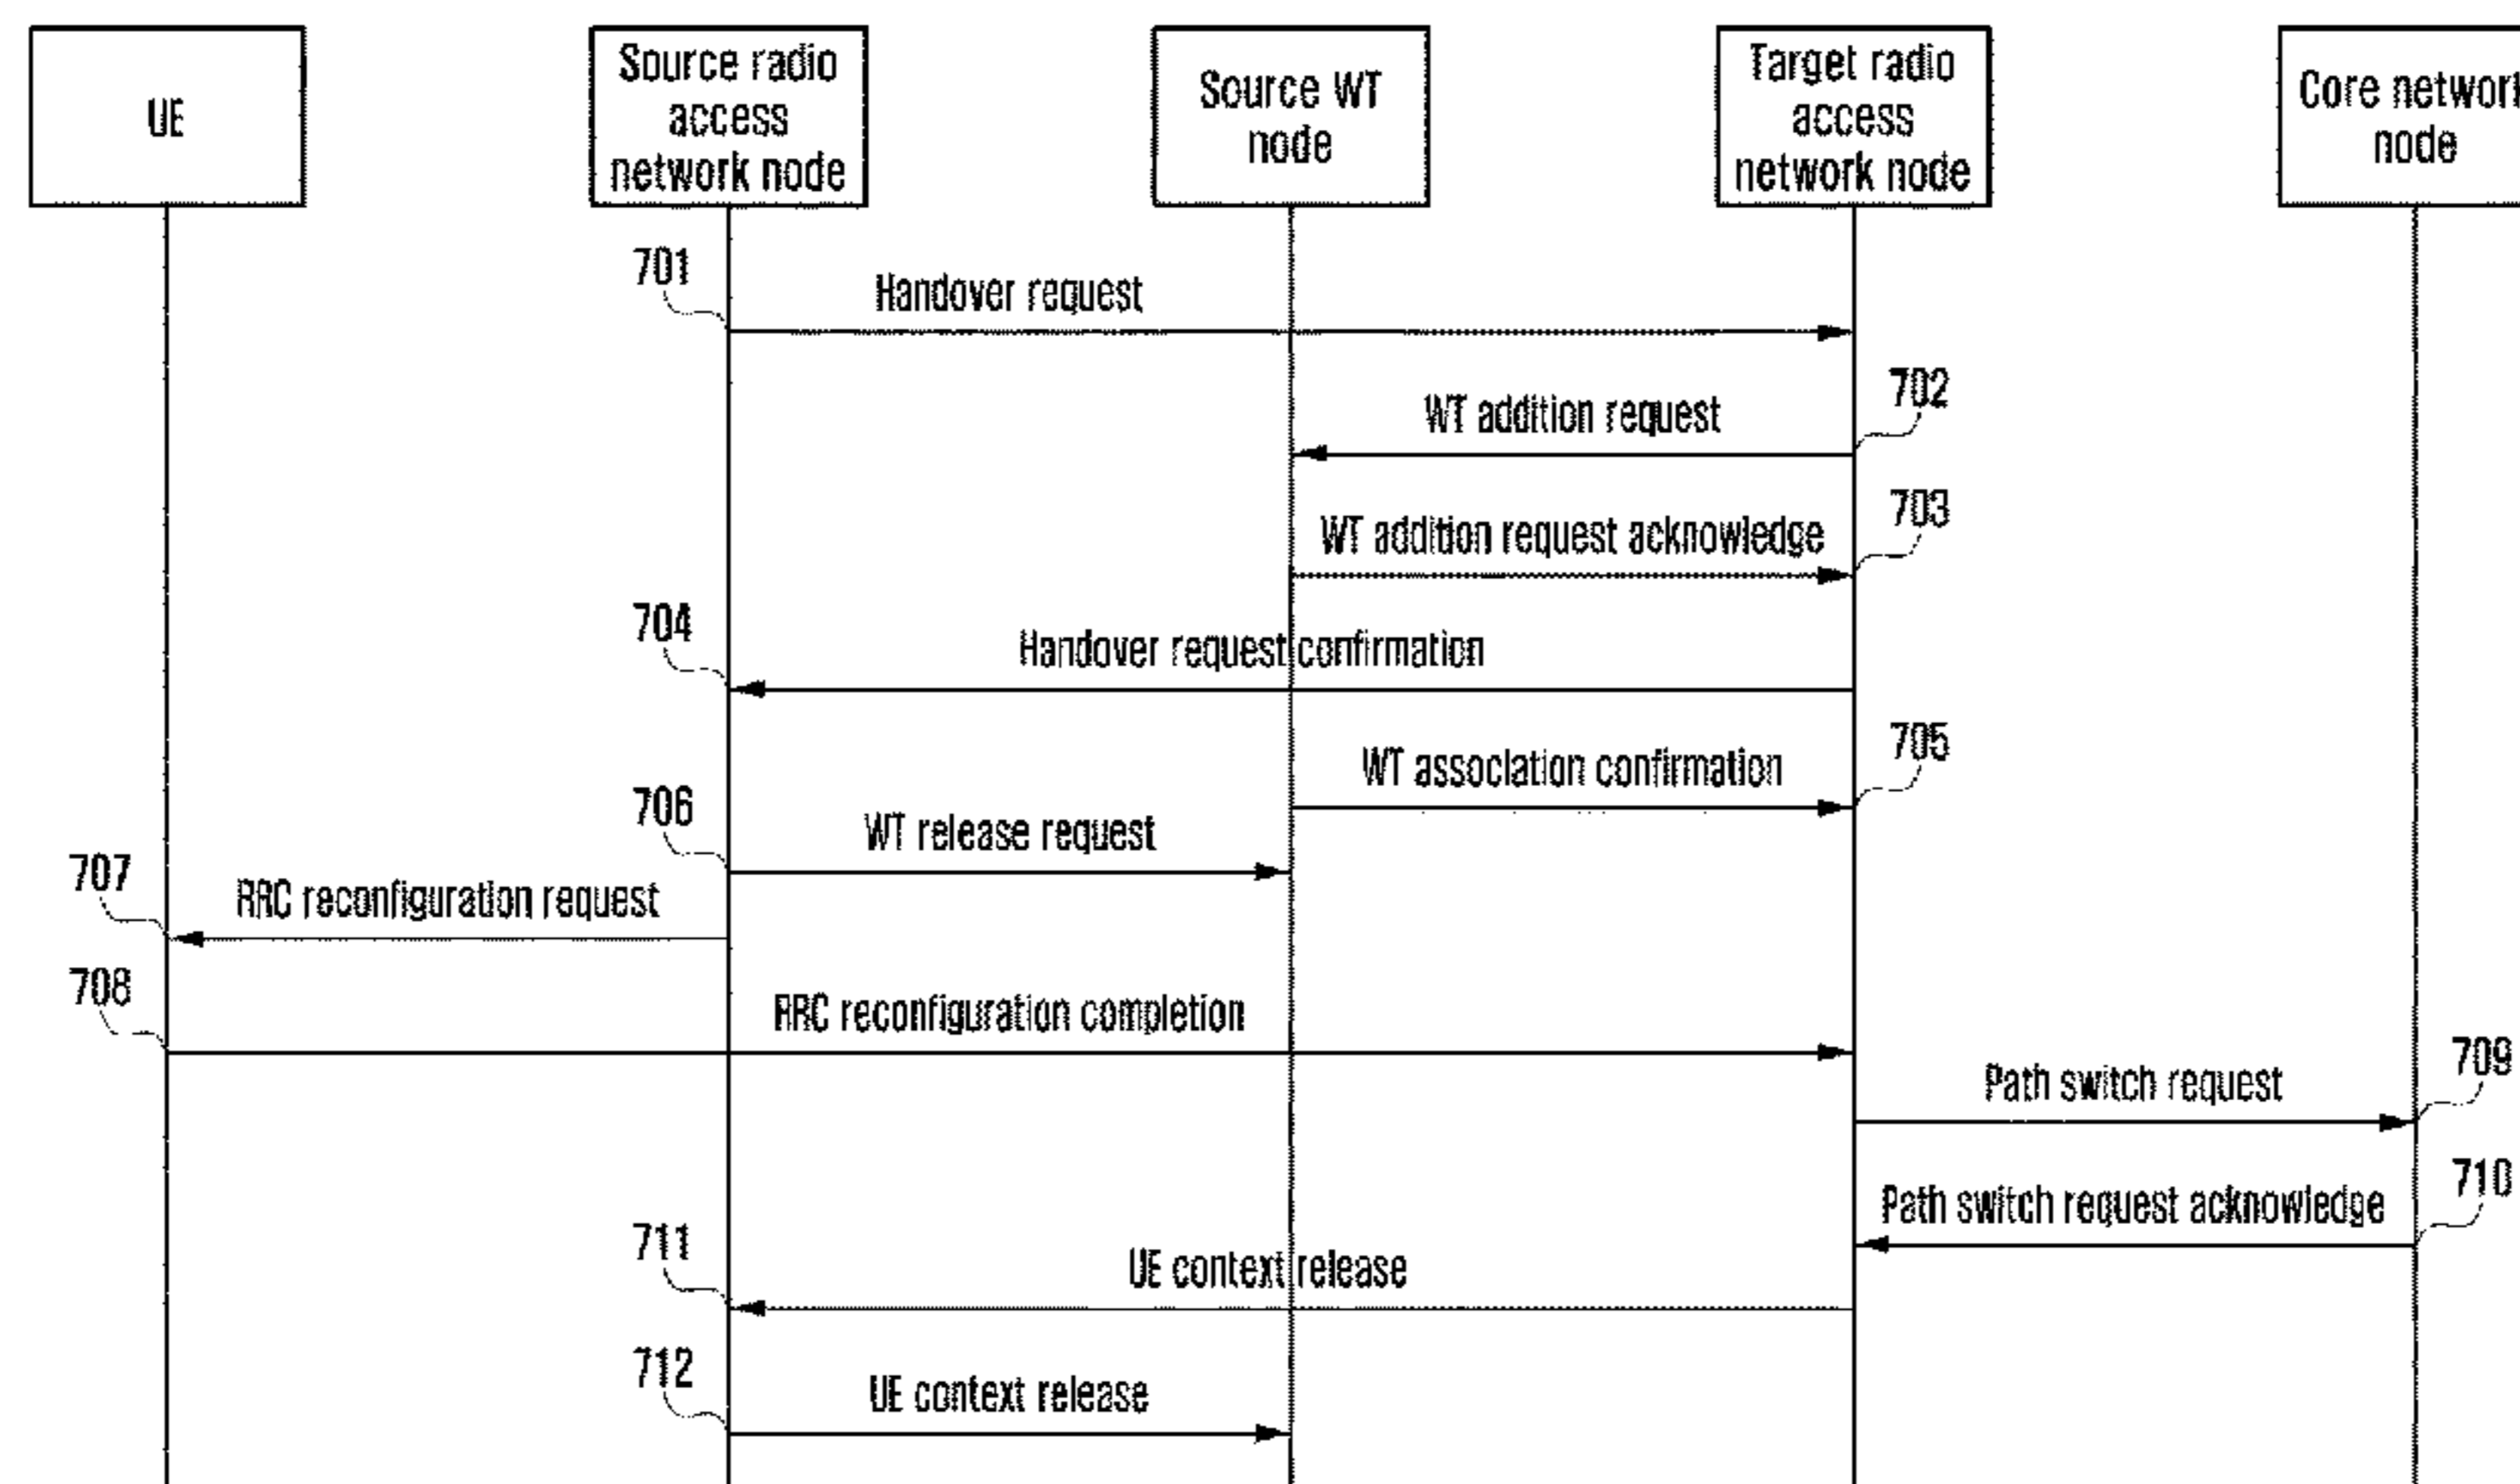 UE
Source radio
access
network node
Source WT
node
Target radio
access
network node
Core network
node
701
Handover request
702
WT addition request
703
WT addition request acknowledge
704
Handover request confirmation
705
WT association confirmation
706
WT release request
707
RRC reconfiguration request
708
RRC reconfiguration completion
709
Path switch request
710
Path switch request acknowledge
711
UE context release
712
UE context release